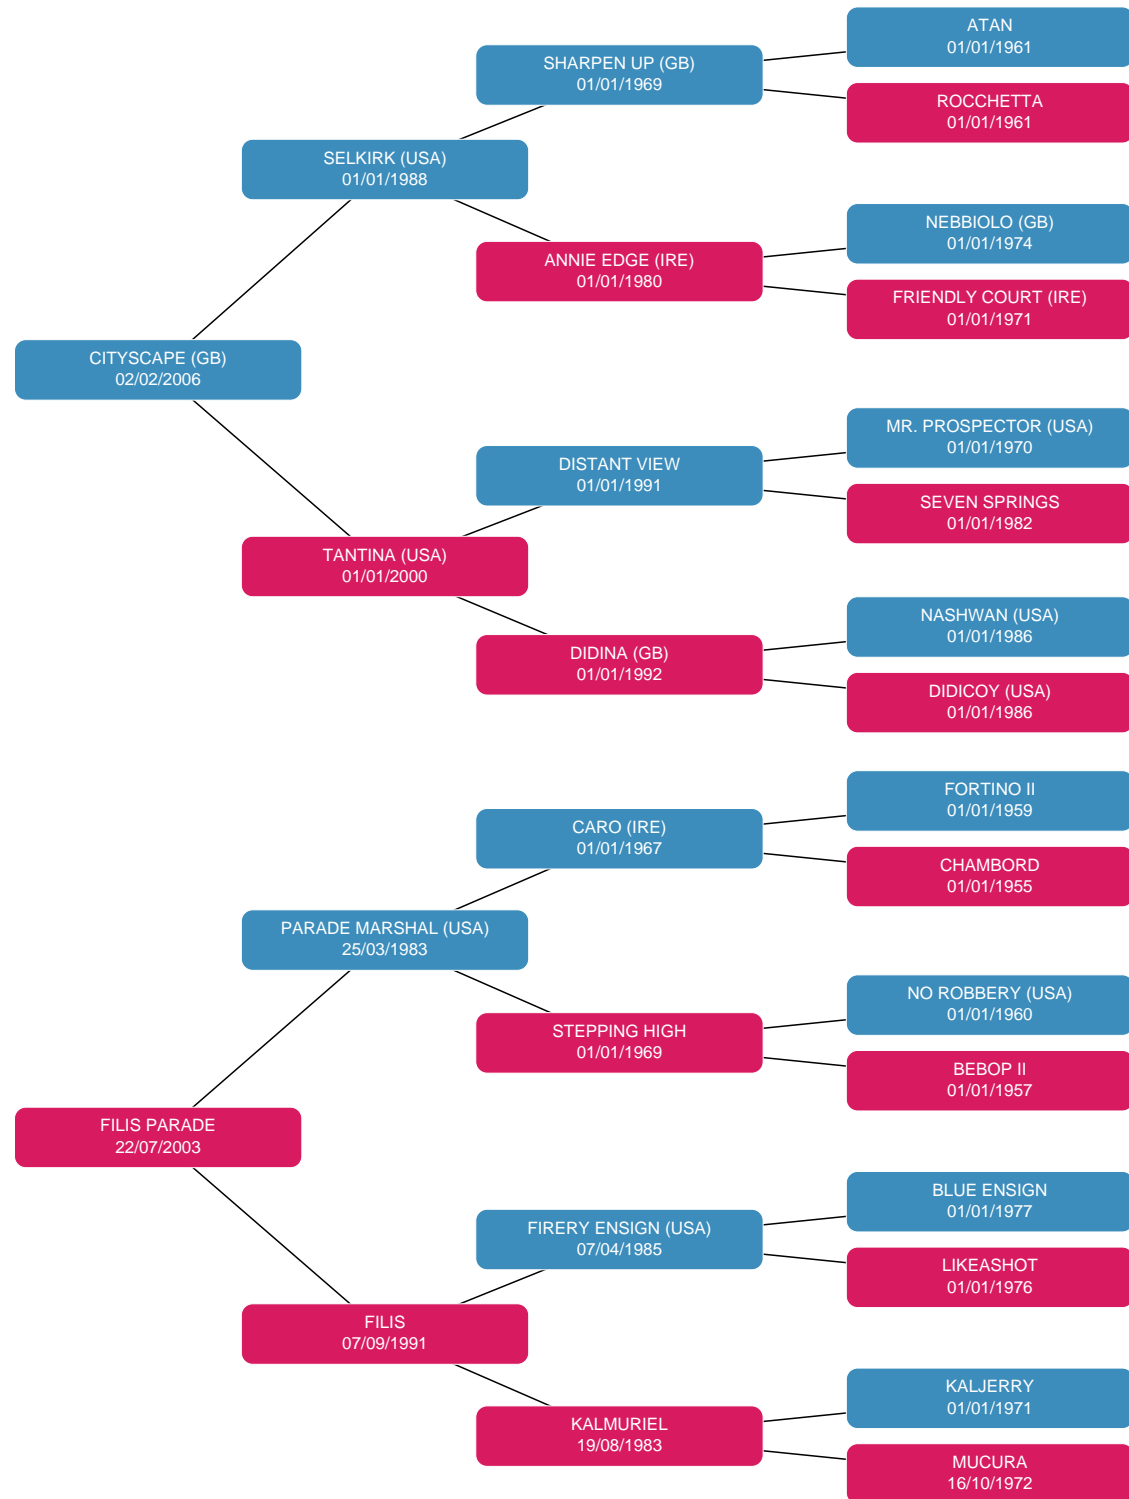 ATAN
01/01/1961
SHARPEN UP (GB)
01/01/1969
ROCCHETTA
01/01/1961
SELKIRK (USA)
01/01/1988
NEBBIOLO (GB)
01/01/1974
ANNIE EDGE (IRE)
01/01/1980
FRIENDLY COURT (IRE)
01/01/1971
CITYSCAPE (GB)
02/02/2006
MR. PROSPECTOR (USA)
01/01/1970
DISTANT VIEW
01/01/1991
SEVEN SPRINGS
01/01/1982
TANTINA (USA)
01/01/2000
NASHWAN (USA)
01/01/1986
DIDINA (GB)
01/01/1992
DIDICOY (USA)
01/01/1986
FORTINO II
01/01/1959
CARO (IRE)
01/01/1967
CHAMBORD
01/01/1955
PARADE MARSHAL (USA)
25/03/1983
NO ROBBERY (USA)
01/01/1960
STEPPING HIGH
01/01/1969
BEBOP II
01/01/1957
FILIS PARADE
22/07/2003
BLUE ENSIGN
01/01/1977
FIRERY ENSIGN (USA)
07/04/1985
LIKEASHOT
01/01/1976
FILIS
07/09/1991
KALJERRY
01/01/1971
KALMURIEL
19/08/1983
MUCURA
16/10/1972